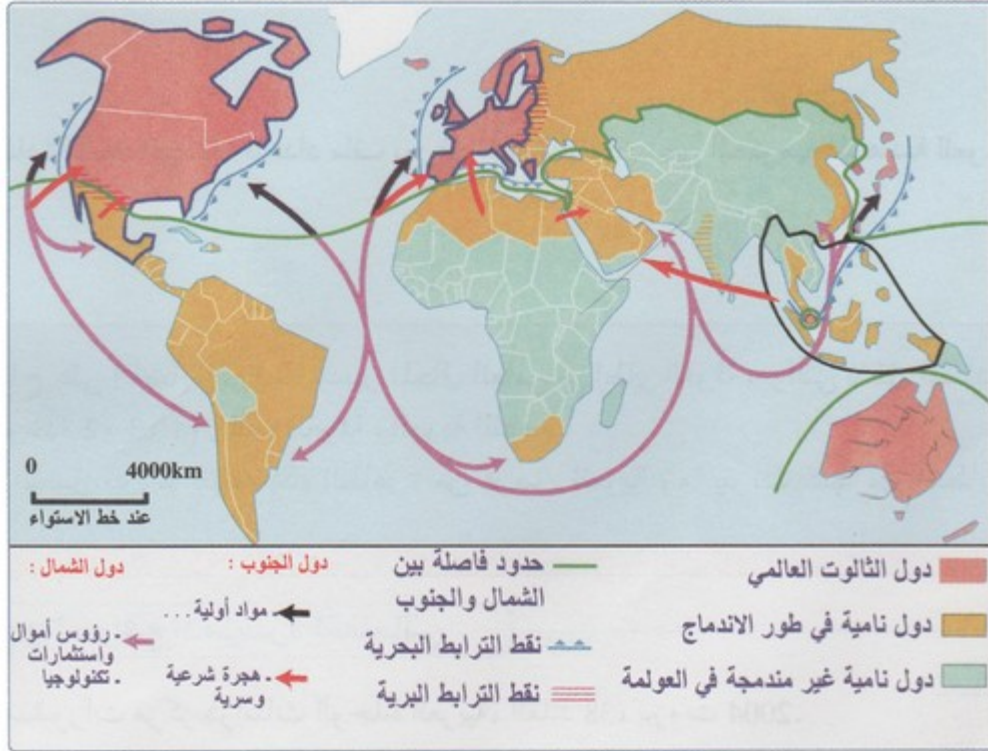 0 4000km
عند خط الاستواء
دول الثالوت العالمي
دول نامية في طور الاندماج
دول نامية غير مندمجة في العولمة
حدود فاصلة بين
الشمال والجنوب
نقط الترابط البحرية
نقط الترابط البرية
دول الجنوب :
- مواد أولية...
- هجرة شرعية
وسرية
دول الشمال :
- رؤوس أموال
واستثمارات
- تكنولوجيا